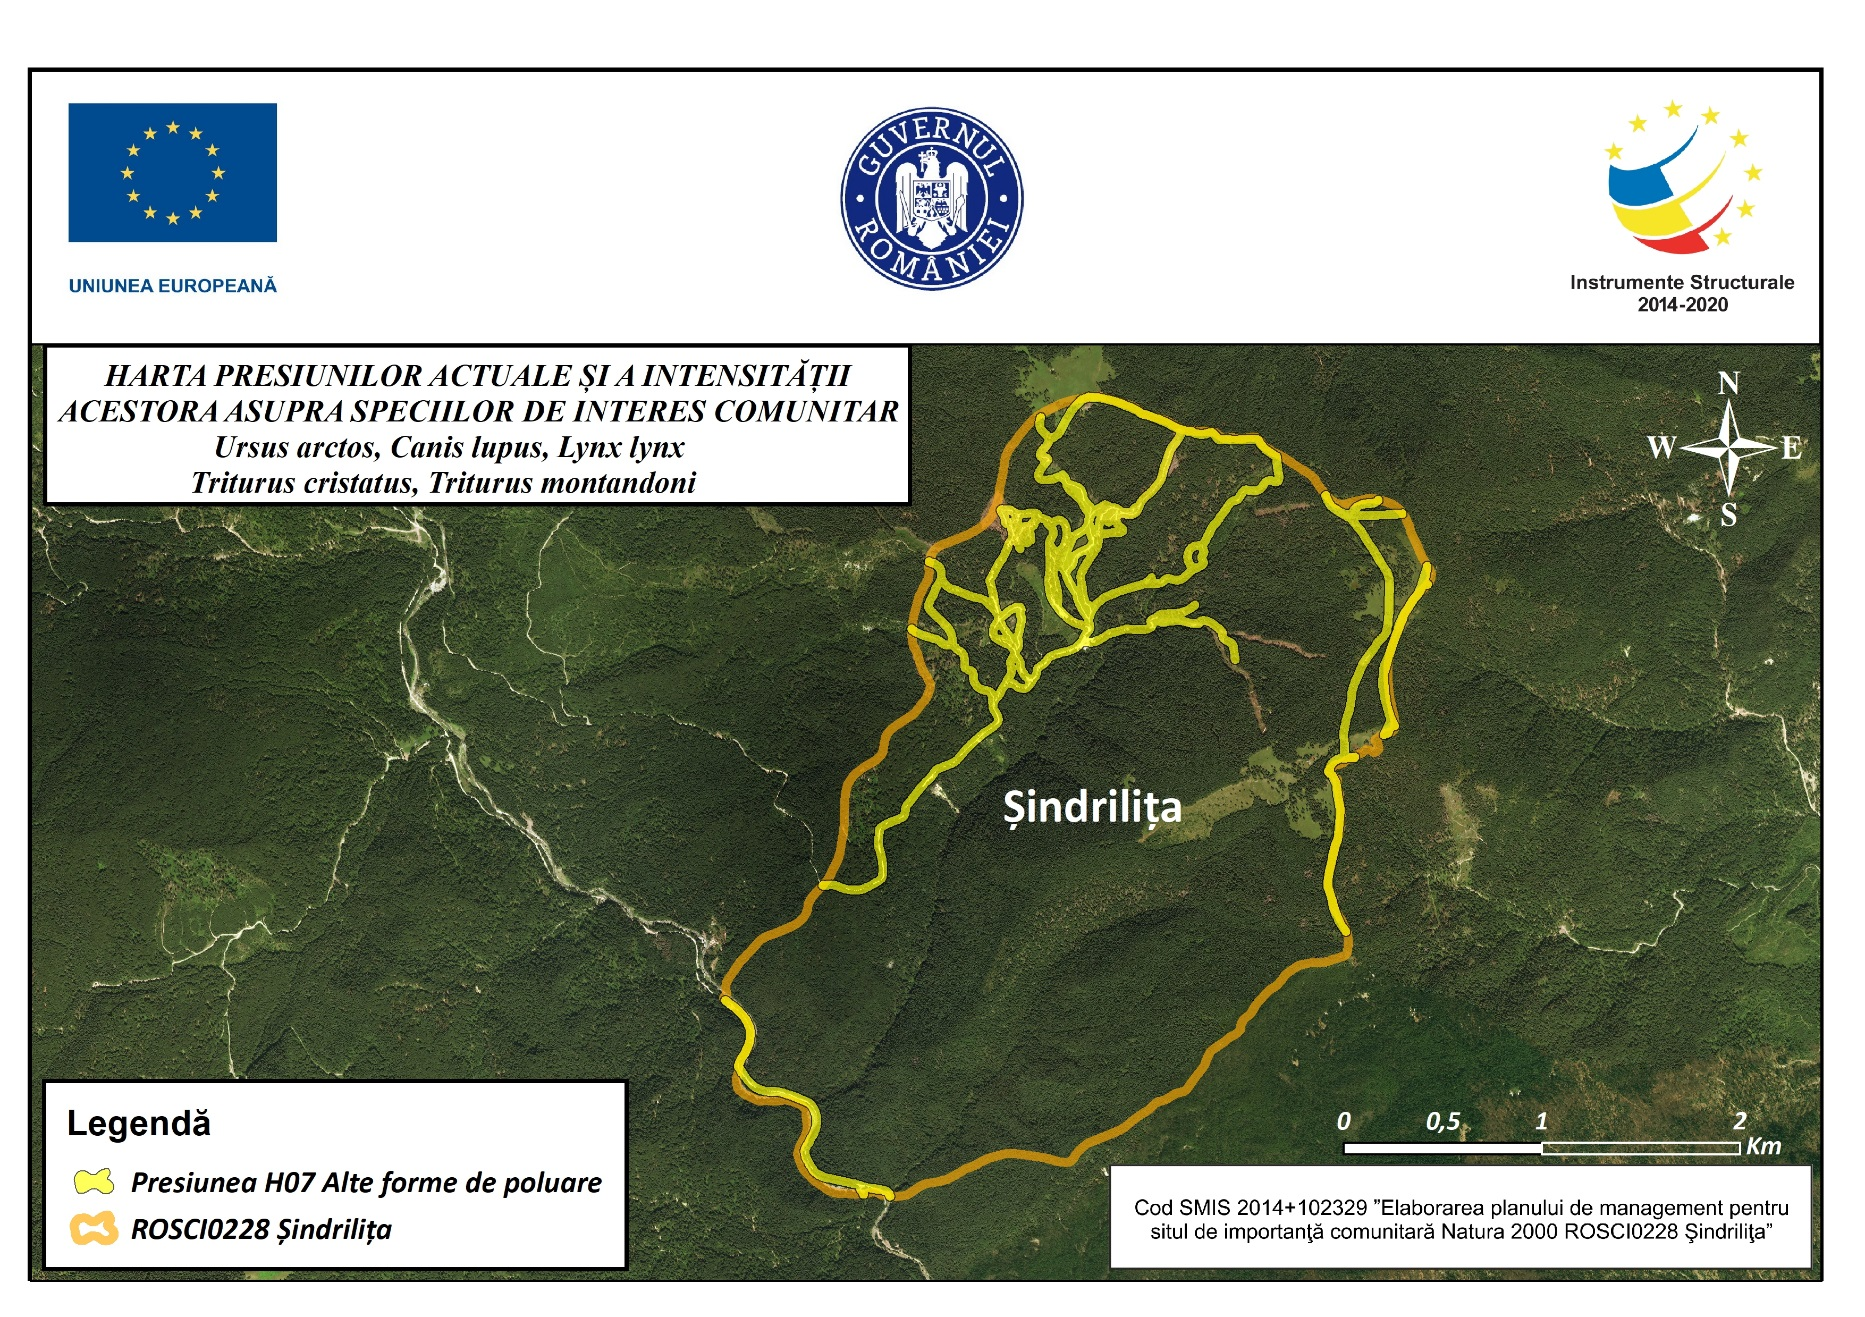 UNIUNEA EUROPEANĂ
GUVERNUL
ROMÂNIEI
Instrumente Structurale
2014-2020
HARTA PRESIUNILOR ACTUALE ȘI A INTENSITĂȚII
ACESTORA ASUPRA SPECIILOR DE INTERES COMUNITAR
Ursus arctos, Canis lupus, Lynx lynx
Triturus cristatus, Triturus montandoni
N
W E
S
Șindrilița
Legendă
Presiunea H07 Alte forme de poluare
ROSCI0228 Șindrilița
0 0,5 1 2
Km
Cod SMIS 2014+102329 ”Elaborarea planului de management pentru
situl de importanţă comunitară Natura 2000 ROSCI0228 Şindriliţa”